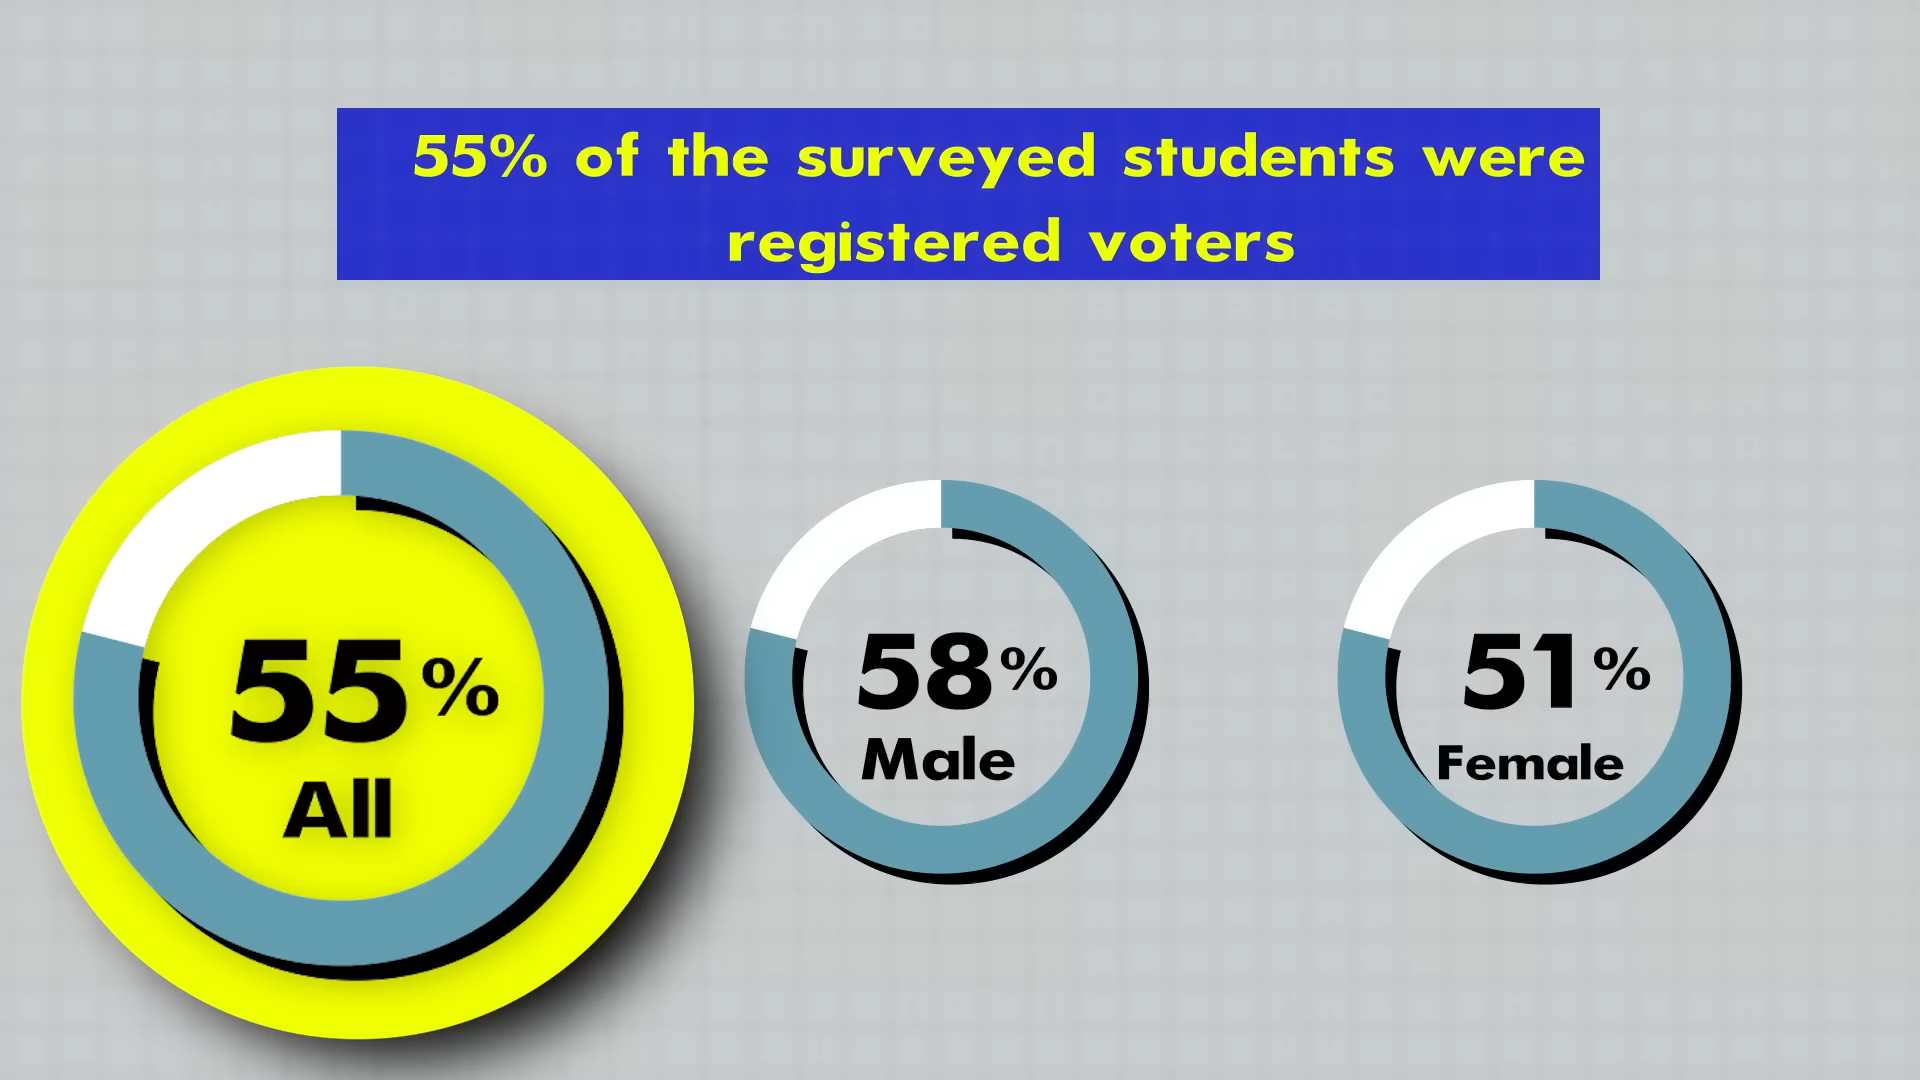 55% of the surveyed students were
registered voters
55%
All
58%
Male
51%
Female